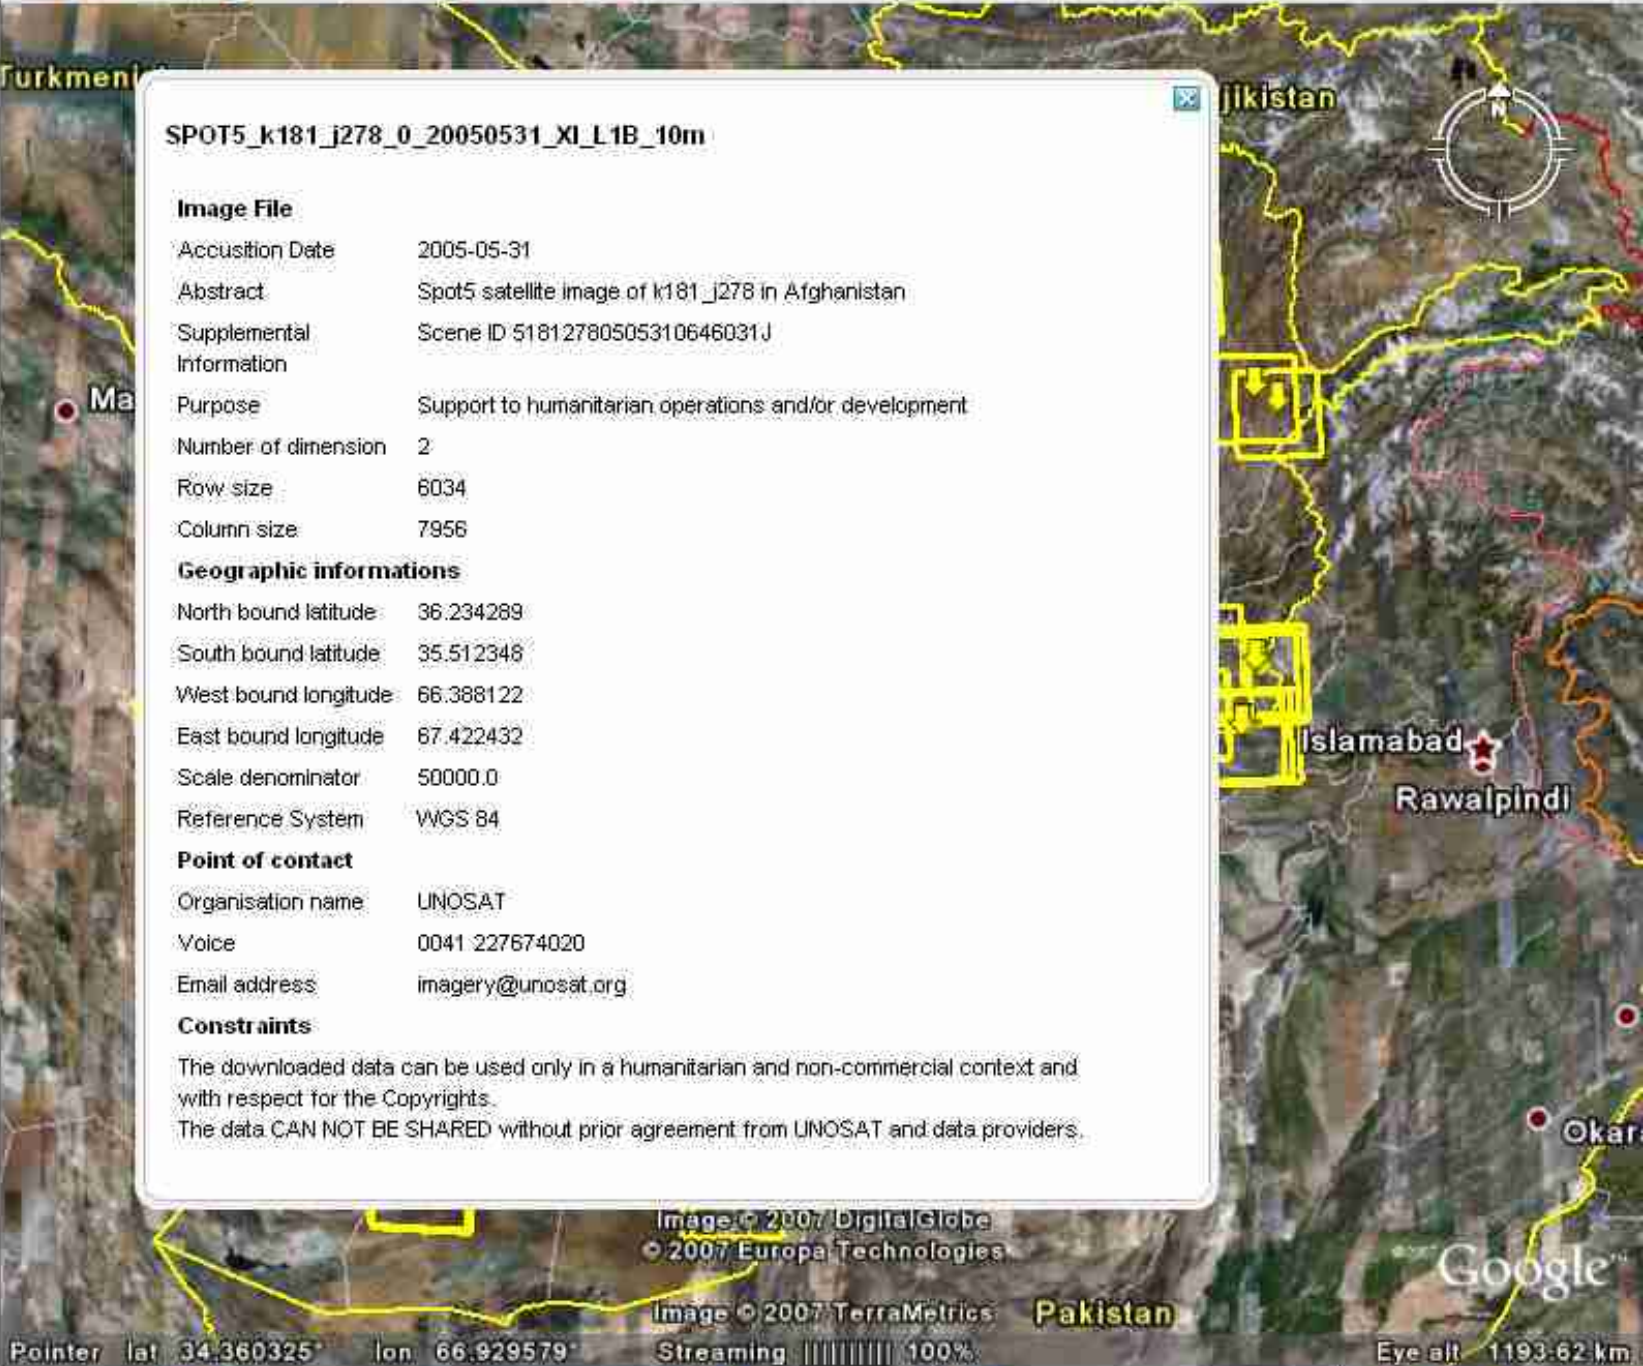 Turkmeni
jikistan
N
SPOT5_k181_j278_0_20050531_XI_L1B_10m
Image File
Accusition Date 2005-05-31
Abstract Spot5 satellite image of k181_j278 in Afghanistan
Supplemental Scene ID 51812780505310646031J
Information
Ma
Purpose Support to humanitarian operations and/or development
Number of dimension 2
Row size 6034
Column size 7956
Geographic informations
North bound latitude 36.234289
South bound latitude 35.512348
West bound longitude 66.388122
East bound longitude 67.422432
Islamabad
Scale denominator 50000.0
Rawalpindi
Reference System WGS 84
Point of contact
Organisation name UNOSAT
Voice 0041 227674020
Email address imagery@unosat.org
Constraints
The downloaded data can be used only in a humanitarian and non-commercial context and
with respect for the Copyrights.
The data CAN NOT BE SHARED without prior agreement from UNOSAT and data providers.
Okar
Image © 2007 DigitalGlobe
© 2007 Europa Technologies
Google™
Image © 2007 TerraMetrics
Pakistan
Pointer lat 34.360325° lon 66.929579° Streaming |||||||||| 100% Eye alt 1193.62 km